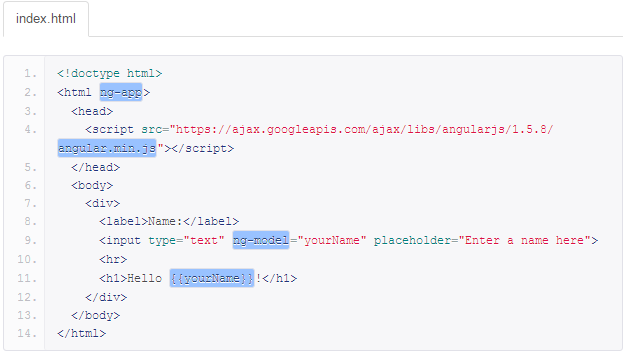 index.html
1. <!doctype html>
2. <html ng-app>
3.   <head>
4.     <script src="https://ajax.googleapis.com/ajax/libs/angularjs/1.5.8/
angular.min.js"></script>
5.   </head>
6.   <body>
7.     <div>
8.       <label>Name:</label>
9.       <input type="text" ng-model="yourName" placeholder="Enter a name here">
10.       <hr>
11.       <h1>Hello {{yourName}}!</h1>
12.     </div>
13.   </body>
14. </html>